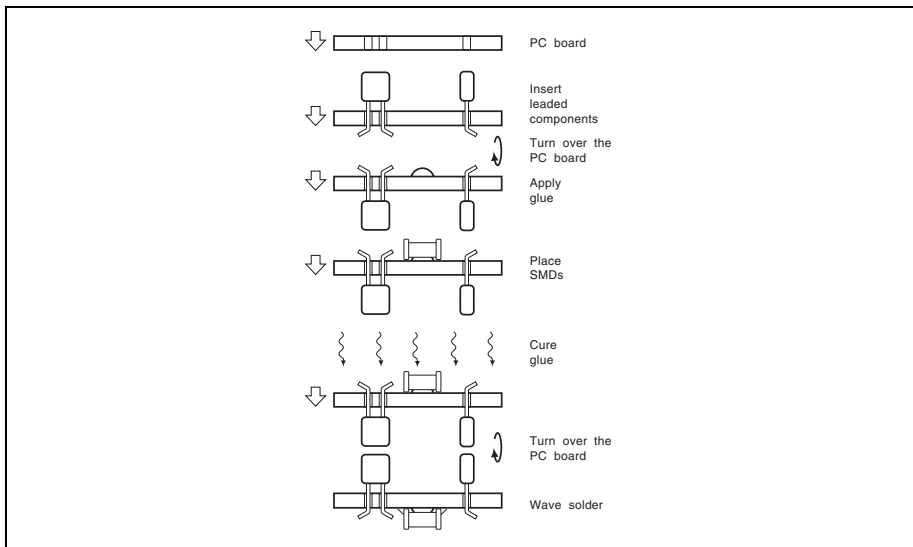 PC board
Insert
leaded
components
Turn over the
PC board
Apply
glue
Place
SMDs
Cure
glue
Turn over the
PC board
Wave solder